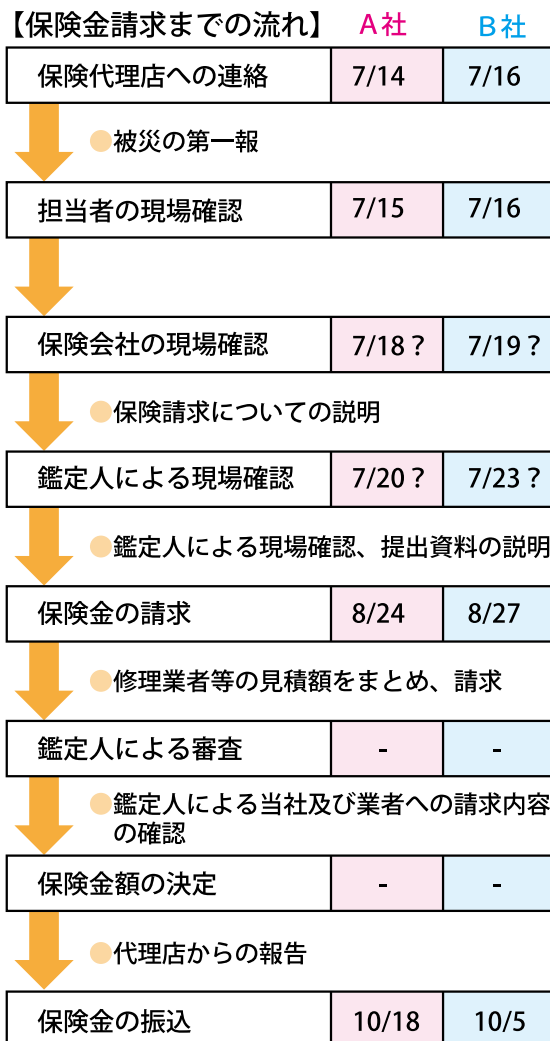 【保険金請求までの流れ】 A社 B社
保険代理店への連絡 7/14 7/16
●被災の第一報
担当者の現場確認 7/15 7/16
保険会社の現場確認 7/18？ 7/19？
●保険請求についての説明
鑑定人による現場確認 7/20？ 7/23？
●鑑定人による現場確認、提出資料の説明
保険金の請求 8/24 8/27
●修理業者等の見積額をまとめ、請求
鑑定人による審査 - -
●鑑定人による当社及び業者への請求内容
の確認
保険金額の決定 - -
●代理店からの報告
保険金の振込 10/18 10/5